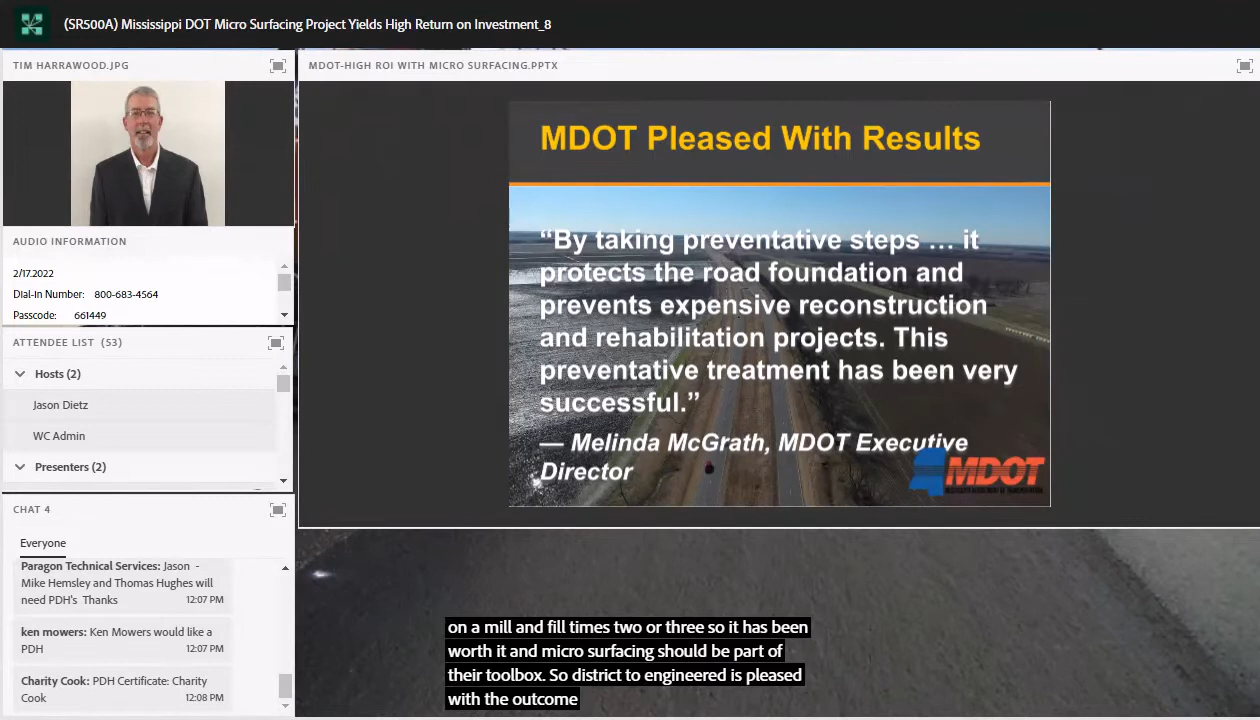 (SR500A) Mississippi DOT Micro Surfacing Project Yields High Return on Investment_8
TIM HARRAWOOD.JPG
AUDIO INFORMATION
2/17.2022
Dial-In Number: 800-683-4564
Passcode: 661449
ATTENDEE LIST (53)
Hosts (2)
Jason Dietz
WC Admin
Presenters (2)
CHAT 4
Everyone
Paragon Technical Services: Jason -
Mike Hemsley and Thomas Hughes will
need PDH's Thanks
12:07 PM
ken mowers: Ken Mowers would like a
PDH
12:07 PM
Charity Cook: PDH Certificate: Charity
Cook
12:08 PM
MDOT-HIGH ROI WITH MICRO SURFACING.PPTX
MDOT Pleased With Results
“By taking preventative steps … it
protects the road foundation and
prevents expensive reconstruction
and rehabilitation projects. This
preventative treatment has been very
successful.”
— Melinda McGrath, MDOT Executive
Director
MDOT
on a mill and fill times two or three so it has been
worth it and micro surfacing should be part of
their toolbox. So district to engineered is pleased
with the outcome